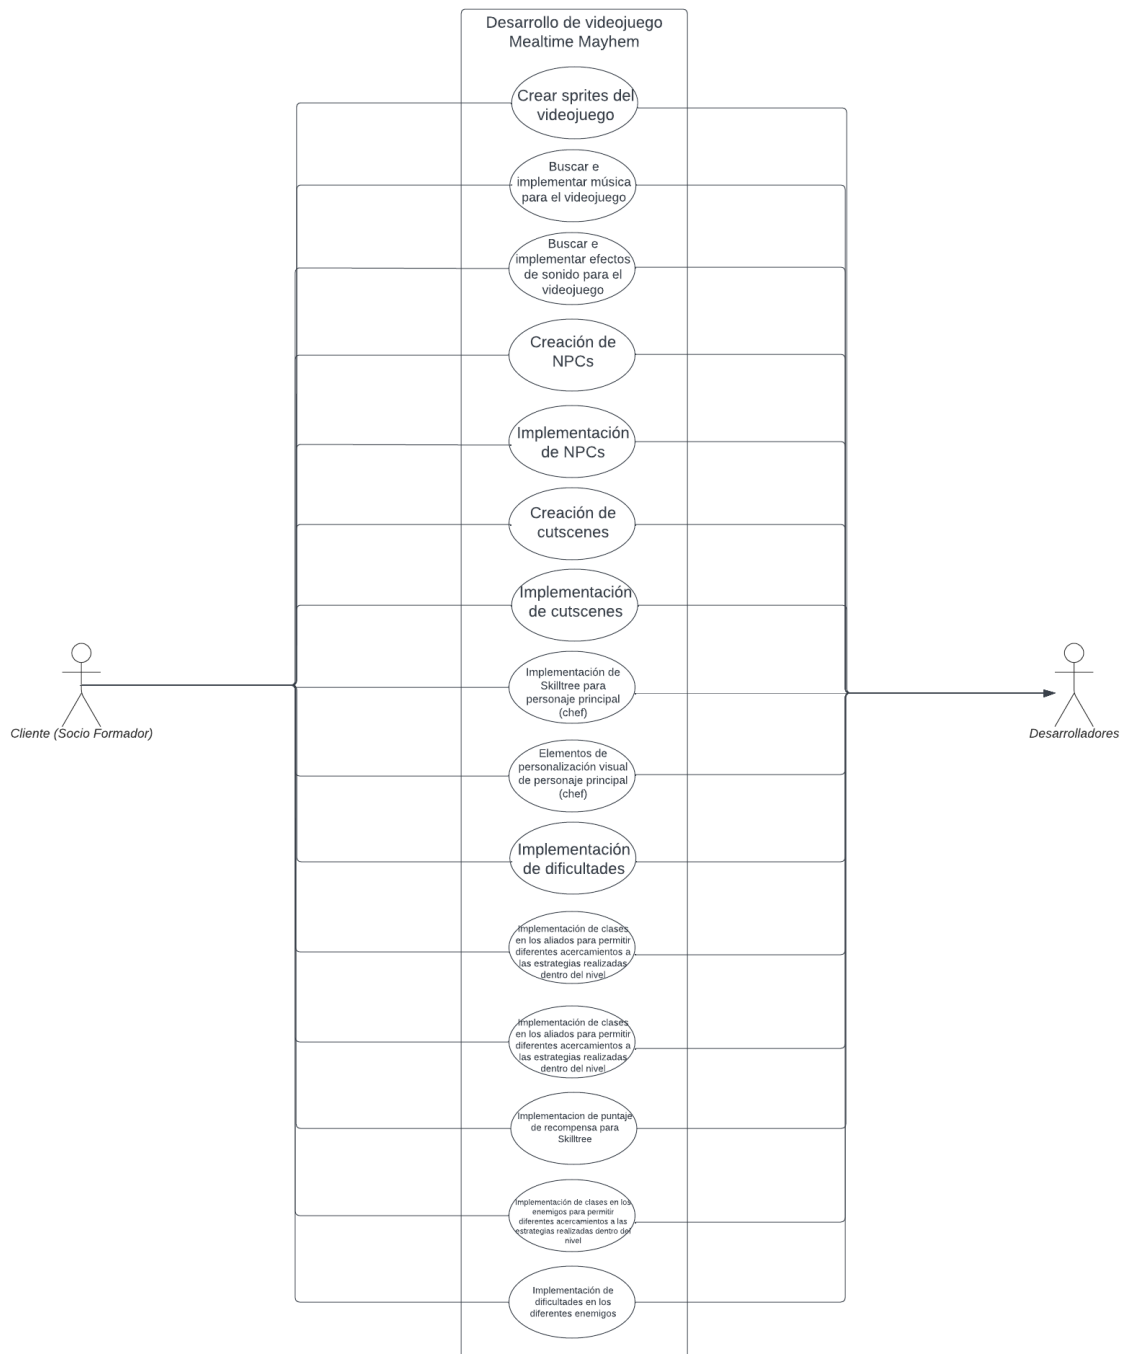 Desarrollo de videojuego
Mealtime Mayhem
Crear sprites del
videojuego
Buscar e
implementar música
para el videojuego
Buscar e
implementar efectos
de sonido para el
videojuego
Creación de
NPCs
Implementación
de NPCs
Creación de
cutscenes
Implementación
de cutscenes
Implementación de
Skilltree para
personaje principal
(chef)
Cliente (Socio Formador)
Desarrolladores
Elementos de
personalización visual
de personaje principal
(chef)
Implementación
de dificultades
Implementación de clases
en los aliados para permitir
diferentes acercamientos a
las estrategias realizadas
dentro del nivel
Implementación de clases
en los aliados para permitir
diferentes acercamientos a
las estrategias realizadas
dentro del nivel
Implementacion de puntaje
de recompensa para
Skilltree
Implementación de clases en los
enemigos para permitir
diferentes acercamientos a las
estrategias realizadas dentro del
nivel
Implementación de
dificultades en los
diferentes enemigos